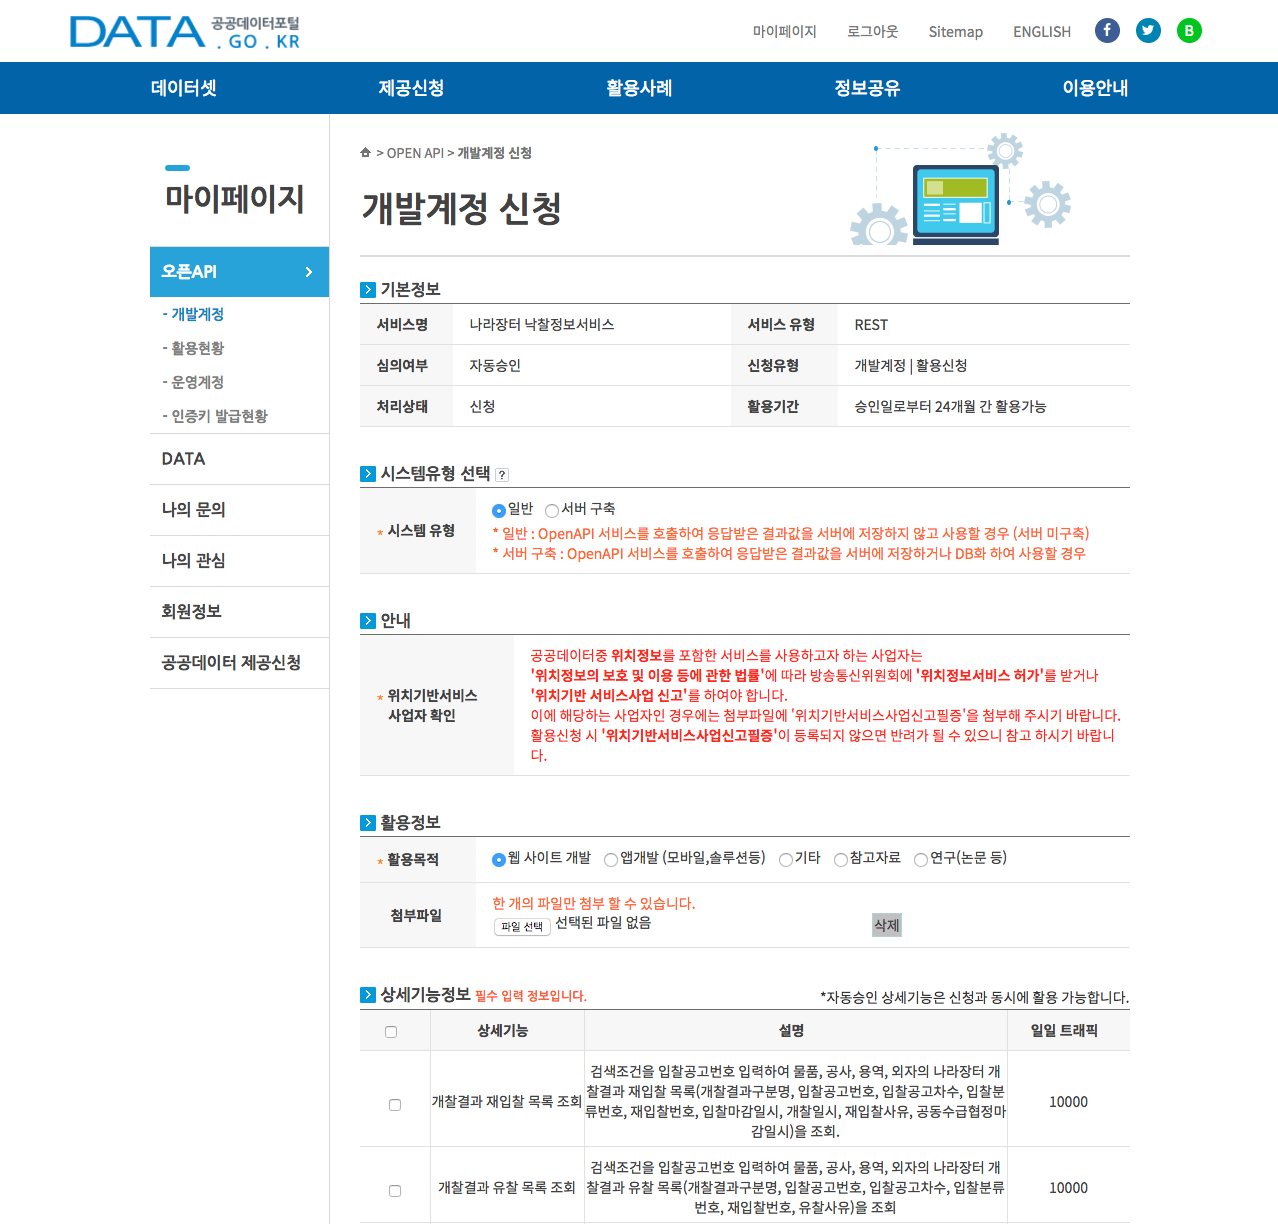 DATA 공공데이터포털
. GO . KR
마이페이지 로그아웃 Sitemap ENGLISH f B
데이터셋 제공신청 활용사례 정보공유 이용안내
마이페이지
오픈API
- 개발계정
- 활용현황
- 운영계정
- 인증키 발급현황
DATA
나의 문의
나의 관심
회원정보
공공데이터 제공신청
> OPEN API > 개발계정 신청
개발계정 신청
기본정보
서비스명 나라장터 낙찰정보서비스 서비스 유형 REST
심의여부 자동승인 신청유형 개발계정 | 활용신청
처리상태 신청 활용기간 승인일로부터 24개월 간 활용가능
시스템유형 선택 ?
* 시스템 유형 일반 서버 구축
* 일반 : OpenAPI 서비스를 호출하여 응답받은 결과값을 서버에 저장하지 않고 사용할 경우 (서버 미구축)
* 서버 구축 : OpenAPI 서비스를 호출하여 응답받은 결과값을 서버에 저장하거나 DB화 하여 사용할 경우
안내
* 위치기반서비스
사업자 확인
공공데이터중 위치정보를 포함한 서비스를 사용하고자 하는 사업자는
'위치정보의 보호 및 이용 등에 관한 법률'에 따라 방송통신위원회에 '위치정보서비스 허가'를 받거나
'위치기반 서비스사업 신고'를 하여야 합니다.
이에 해당하는 사업자인 경우에는 첨부파일에 '위치기반서비스사업신고필증'을 첨부해 주시기 바랍니다.
활용신청 시 '위치기반서비스사업신고필증'이 등록되지 않으면 반려가 될 수 있으니 참고 하시기 바랍니
다.
활용정보
* 활용목적 웹 사이트 개발 앱개발 (모바일,솔루션등) 기타 참고자료 연구(논문 등)
첨부파일 한 개의 파일만 첨부 할 수 있습니다.
파일 선택 선택된 파일 없음 삭제
상세기능정보 필수 입력 정보입니다. *자동승인 상세기능은 신청과 동시에 활용 가능합니다.
상세기능 설명 일일 트래픽
개찰결과 재입찰 목록 조회
검색조건을 입찰공고번호 입력하여 물품, 공사, 용역, 외자의 나라장터 개
찰결과 재입찰 목록(개찰결과구분명, 입찰공고번호, 입찰공고차수, 입찰분
류번호, 재입찰번호, 입찰마감일시, 개찰일시, 재입찰사유, 공동수급협정마
감일시)을 조회.
10000
개찰결과 유찰 목록 조회
검색조건을 입찰공고번호 입력하여 물품, 공사, 용역, 외자의 나라장터 개
찰결과 유찰 목록(개찰결과구분명, 입찰공고번호, 입찰공고차수, 입찰분류
번호, 재입찰번호, 유찰사유)을 조회
10000